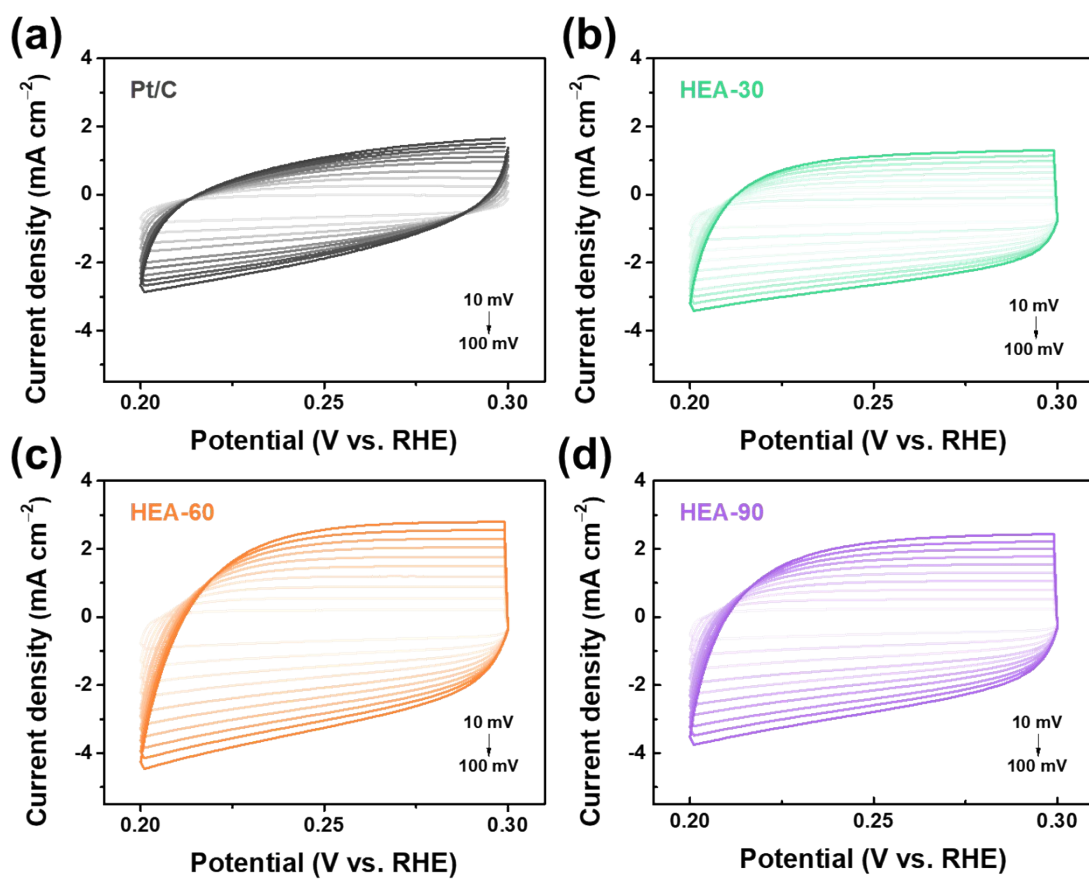 (a)
Pt/C
Current density (mA cm⁻²)
4
2
0
-2
-4
10 mV
100 mV
0.20
0.25
0.30
Potential (V vs. RHE)
(b)
HEA-30
Current density (mA cm⁻²)
4
2
0
-2
-4
10 mV
100 mV
0.20
0.25
0.30
Potential (V vs. RHE)
(c)
HEA-60
Current density (mA cm⁻²)
4
2
0
-2
-4
10 mV
100 mV
0.20
0.25
0.30
Potential (V vs. RHE)
(d)
HEA-90
Current density (mA cm⁻²)
4
2
0
-2
-4
10 mV
100 mV
0.20
0.25
0.30
Potential (V vs. RHE)